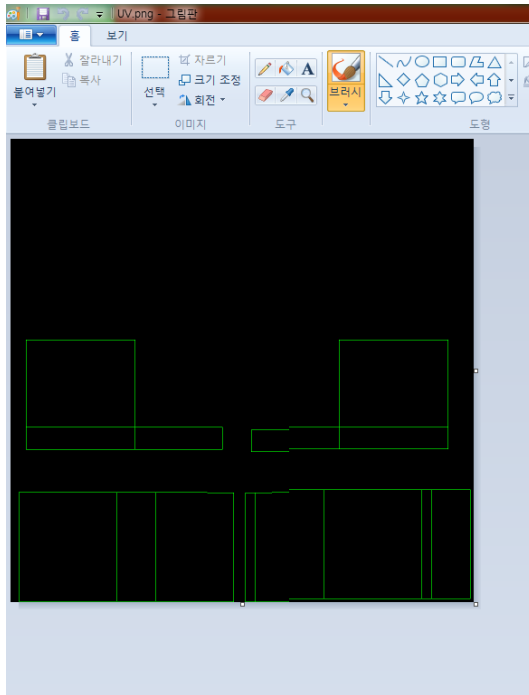 UV.png - 그림판
홈 보기
붙여넣기
잘라내기
복사
클립보드
선택
자르기
크기 조정
회전
이미지
A
도구
브러시
도형